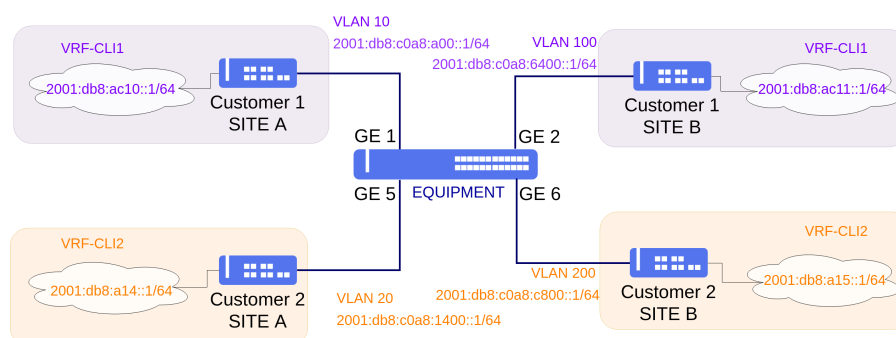 VLAN 10
2001:db8:c0a8:a00::1/64
VLAN 100
2001:db8:c0a8:6400::1/64
VRF-CLI1
2001:db8:ac10::1/64
Customer 1
SITE A
VRF-CLI1
2001:db8:ac11::1/64
Customer 1
SITE B
GE 1
GE 2
GE 5
EQUIPMENT
GE 6
VRF-CLI2
2001:db8:a14::1/64
Customer 2
SITE A
VLAN 20
2001:db8:c0a8:1400::1/64
VLAN 200
2001:db8:c0a8:c800::1/64
VRF-CLI2
2001:db8:a15::1/64
Customer 2
SITE B